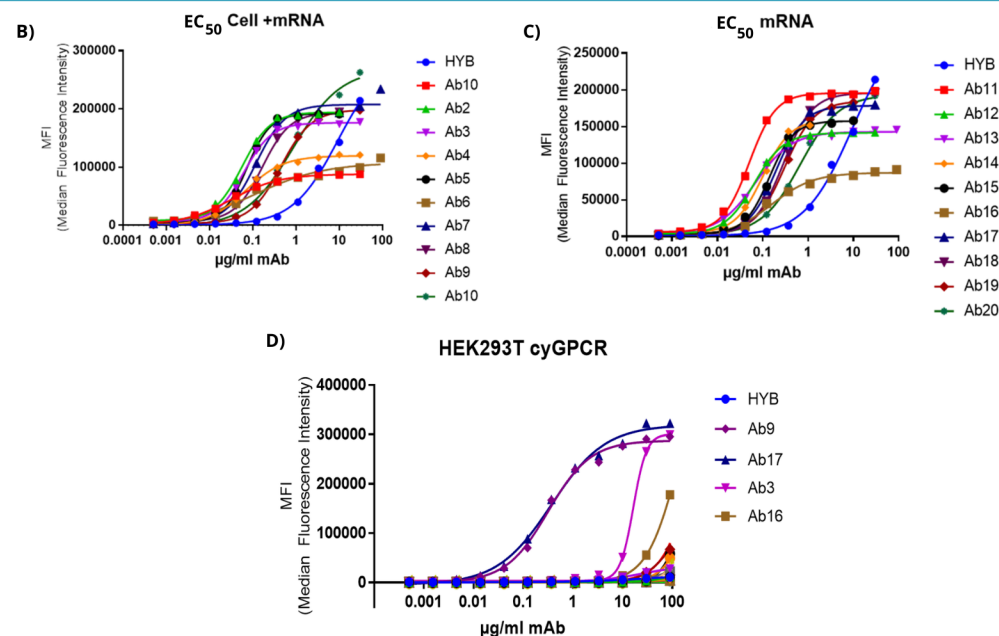 B)
EC50 Cell +mRNA
MFI
(Median Fluorescence Intensity)
300000
200000
100000
0
0.0001
0.001
0.01
0.1
1
10
100
µg/ml mAb
HYB
Ab10
Ab2
Ab3
Ab4
Ab5
Ab6
Ab7
Ab8
Ab9
Ab10
C)
EC50 mRNA
MFI
(Median Fluorescence Intensity)
250000
200000
150000
100000
50000
0
0.0001
0.001
0.01
0.1
1
10
100
µg/ml mAb
HYB
Ab11
Ab12
Ab13
Ab14
Ab15
Ab16
Ab17
Ab18
Ab19
Ab20
D)
HEK293T cyGPCR
MFI
(Median Fluorescence Intensity)
400000
300000
200000
100000
0
0.001
0.01
0.1
1
10
100
µg/ml mAb
HYB
Ab9
Ab17
Ab3
Ab16